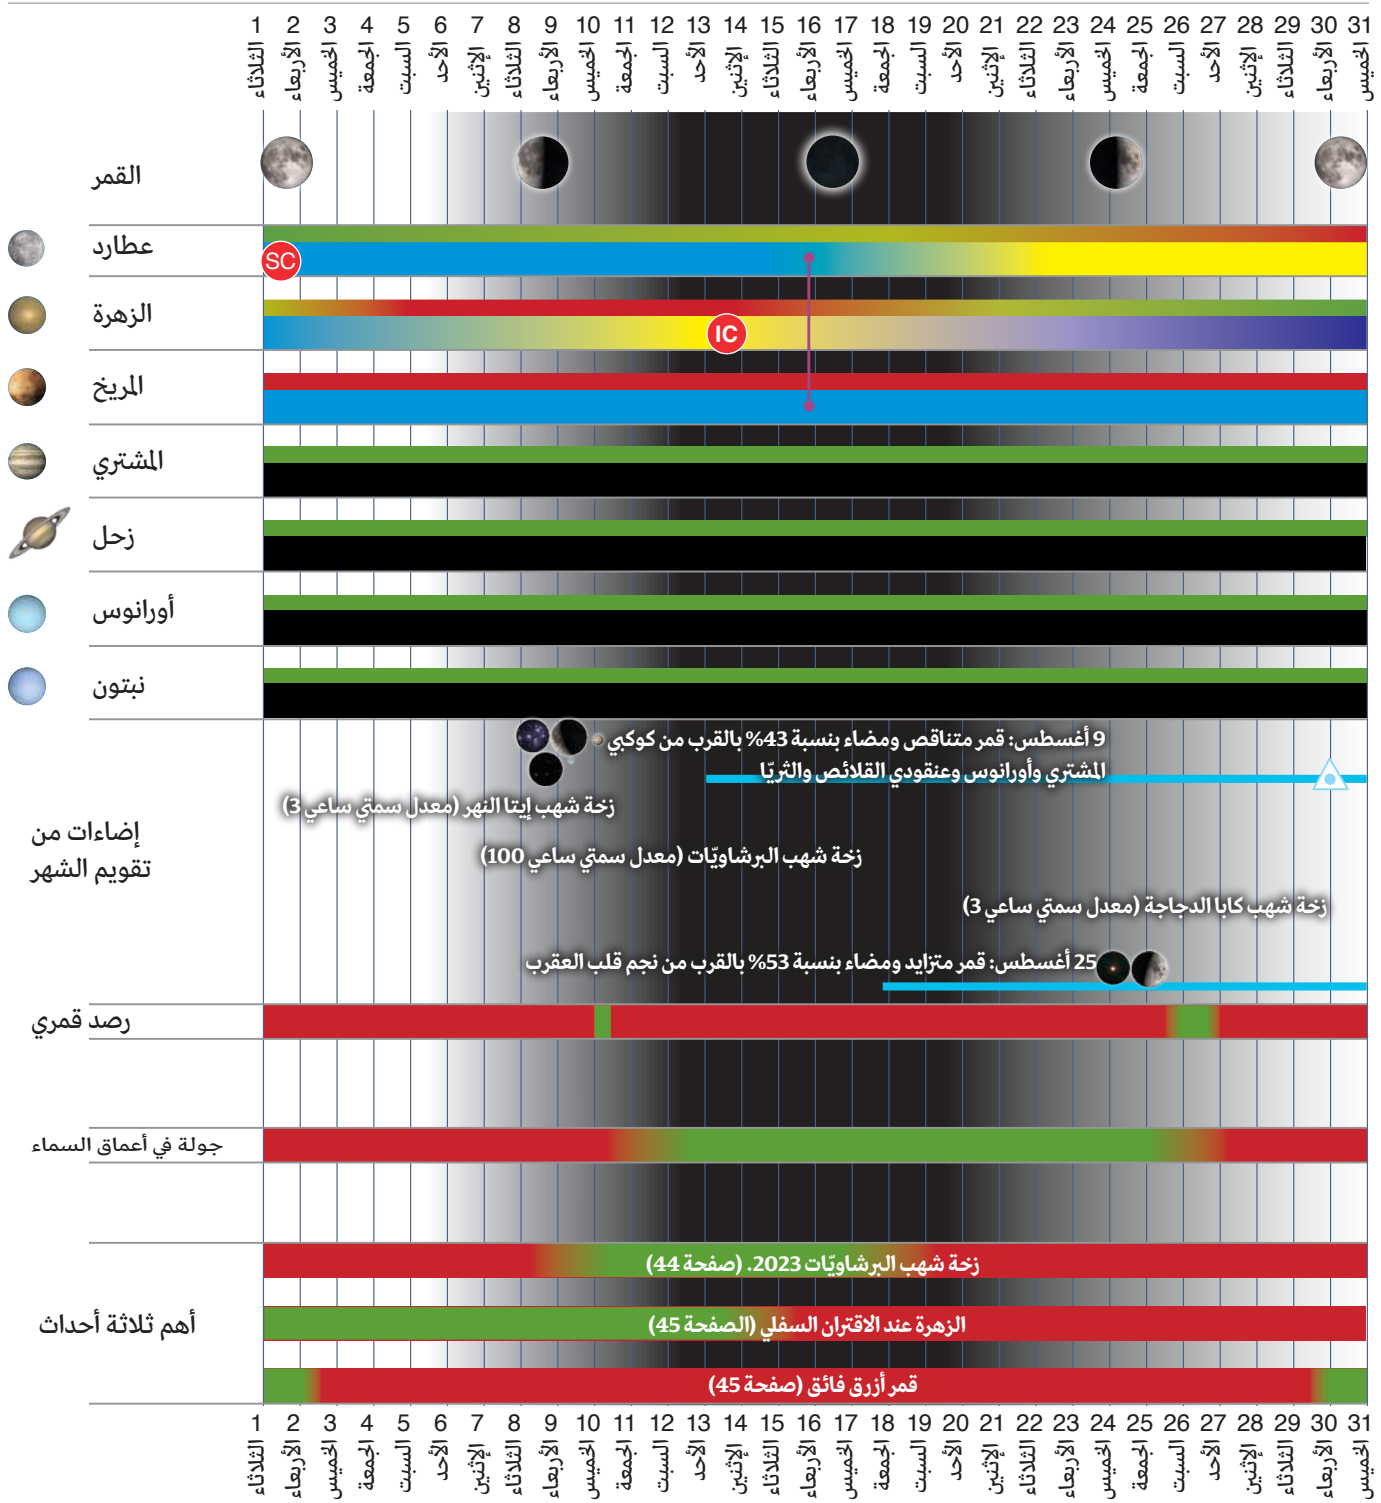 1 2 3 4 5 6 7 8 9 10 11 12 13 14 15 16 17 18 19 20 21 22 23 24 25 26 27 28 29 30 31
الثلاثاء الأربعاء الخميس الجمعة السبت الأحد الإثنين الثلاثاء الأربعاء الخميس الجمعة السبت الأحد الإثنين الثلاثاء الأربعاء الخميس الجمعة السبت الأحد الإثنين الثلاثاء الأربعاء الخميس الجمعة السبت الأحد الإثنين الثلاثاء الأربعاء الخميس
القمر
عطارد
SC
الزهرة
IC
المريخ
المشتري
زحل
أورانوس
نبتون
9 أغسطس: قمر متناقص ومضاء بنسبة 43% بالقرب من كوكبي
المشتري وأورانوس وعنقودي القلائص والثريّا
زخة شهب إيتا النهر (معدل سمتي ساعي 3)
إضاءات من
تقويم الشهر
زخة شهب البرشاويّات (معدل سمتي ساعي 100)
زخة شهب كابا الدجاجة (معدل سمتي ساعي 3)
25 أغسطس: قمر متزايد ومضاء بنسبة 53% بالقرب من نجم قلب العقرب
رصد قمري
جولة في أعماق السماء
أهم ثلاثة أحداث
زخة شهب البرشاويّات 2023. (صفحة 44)
الزهرة عند الاقتران السفلي (الصفحة 45)
قمر أزرق فائق (صفحة 45)
1 2 3 4 5 6 7 8 9 10 11 12 13 14 15 16 17 18 19 20 21 22 23 24 25 26 27 28 29 30 31
الثلاثاء الأربعاء الخميس الجمعة السبت الأحد الإثنين الثلاثاء الأربعاء الخميس الجمعة السبت الأحد الإثنين الثلاثاء الأربعاء الخميس الجمعة السبت الأحد الإثنين الثلاثاء الأربعاء الخميس الجمعة السبت الأحد الإثنين الثلاثاء الأربعاء الخميس